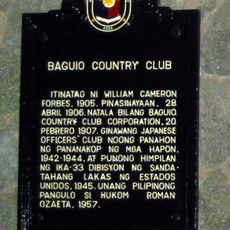 BAGUIO COUNTRY CLUB
ITINATAG NI WILLIAM CAMERON
FORBES, 1905. PINASINAYAAN, 28
ABRIL 1906. NATALA BILANG BAGUIO
COUNTRY CLUB CORPORATION, 20
PEBRERO 1907. GINAWANG JAPANESE
OFFICERS' CLUB NOONG PANAHON
NG PANANAKOP NG MGA HAPON,
1942-1944. AT PUNONG HIMPILAN
NG IKA-33 DIBISYON NG SANDA-
TAHANG LAKAS NG ESTADOS
UNIDOS, 1945. UNANG PILIPINONG
PANGULO SI HUKOM ROMAN
OZAETA, 1957.